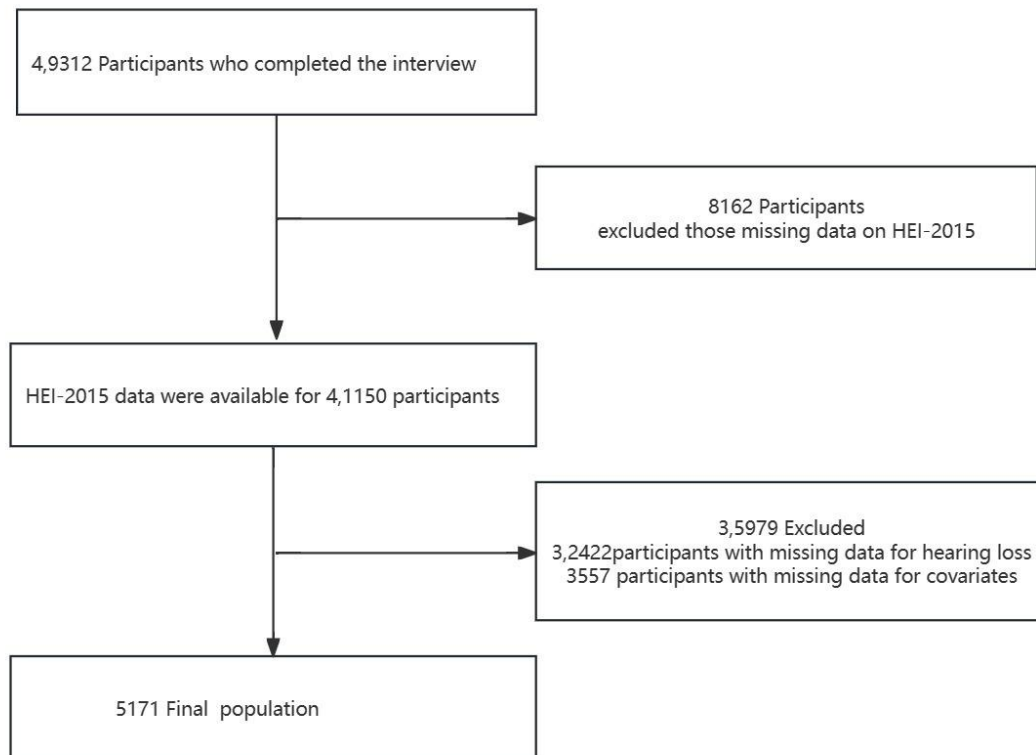 4,9312 Participants who completed the interview
8162 Participants
excluded those missing data on HEI-2015
HEI-2015 data were available for 4,1150 participants
3,5979 Excluded
3,2422participants with missing data for hearing loss
3557 participants with missing data for covariates
5171 Final population